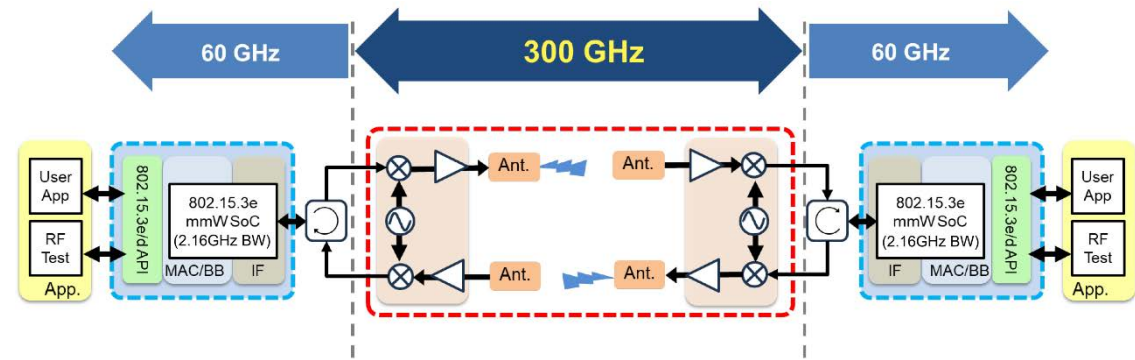 60 GHz
300 GHz
60 GHz
User
App
RF
Test
App.
802.15.3e/d API
802.15.3e
mmW SoC
(2.16GHz BW)
MAC/BB
IF
Ant.
Ant.
Ant.
Ant.
802.15.3e
mmW SoC
(2.16GHz BW)
IF
MAC/BB
802.15.3e/d API
User
App
RF
Test
App.